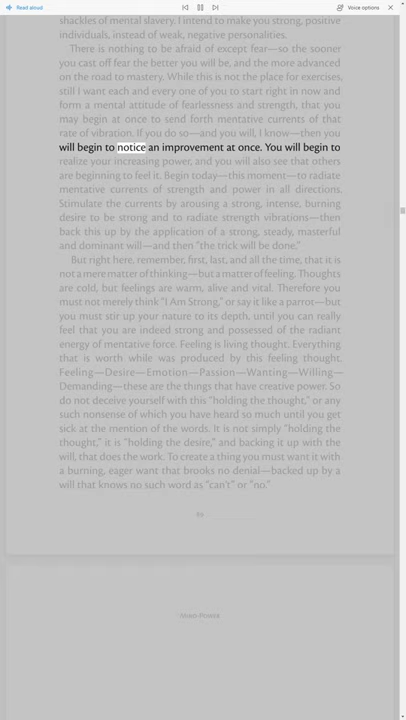 Read aloud
Voice options
shackles of mental slavery. I intend to make you strong, positive
individuals, instead of weak, negative personalities.
There is nothing to be afraid of except fear—so the sooner
you cast off fear the better you will be, and the more advanced
on the road to mastery. While this is not the place for exercises,
still I want each and every one of you to start right in now and
form a mental attitude of fearlessness and strength, that you
may begin at once to send forth mentative currents of that
rate of vibration. If you do so—and you will, I know—then you
will begin to notice an improvement at once. You will begin to
realize your increasing power, and you will also see that others
are beginning to feel it. Begin today—this moment—to radiate
mentative currents of strength and power in all directions.
Stimulate the currents by arousing a strong, intense, burning
desire to be strong and to radiate strength vibrations—then
back this up by the application of a strong, steady, masterful
and dominant will—and then "the trick will be done."
But right here, remember, first, last, and all the time, that it is
not a mere matter of thinking—but a matter of feeling. Thoughts
are cold, but feelings are warm, alive and vital. Therefore you
must not merely think "I Am Strong," or say it like a parrot—but
you must stir up your nature to its depth, until you can really
feel that you are indeed strong and possessed of the radiant
energy of mentative force. Feeling is living thought. Everything
that is worth while was produced by this feeling thought.
Feeling—Desire—Emotion—Passion—Wanting—Willing—
Demanding—these are the things that have creative power. So
do not deceive yourself with this "holding the thought," or any
such nonsense of which you have heard so much until you get
sick at the mention of the words. It is not simply "holding the
thought," it is "holding the desire," and backing it up with the
will, that does the work. To create a thing you must want it with
a burning, eager want that brooks no denial—backed up by a
will that knows no such word as "can't" or "no."